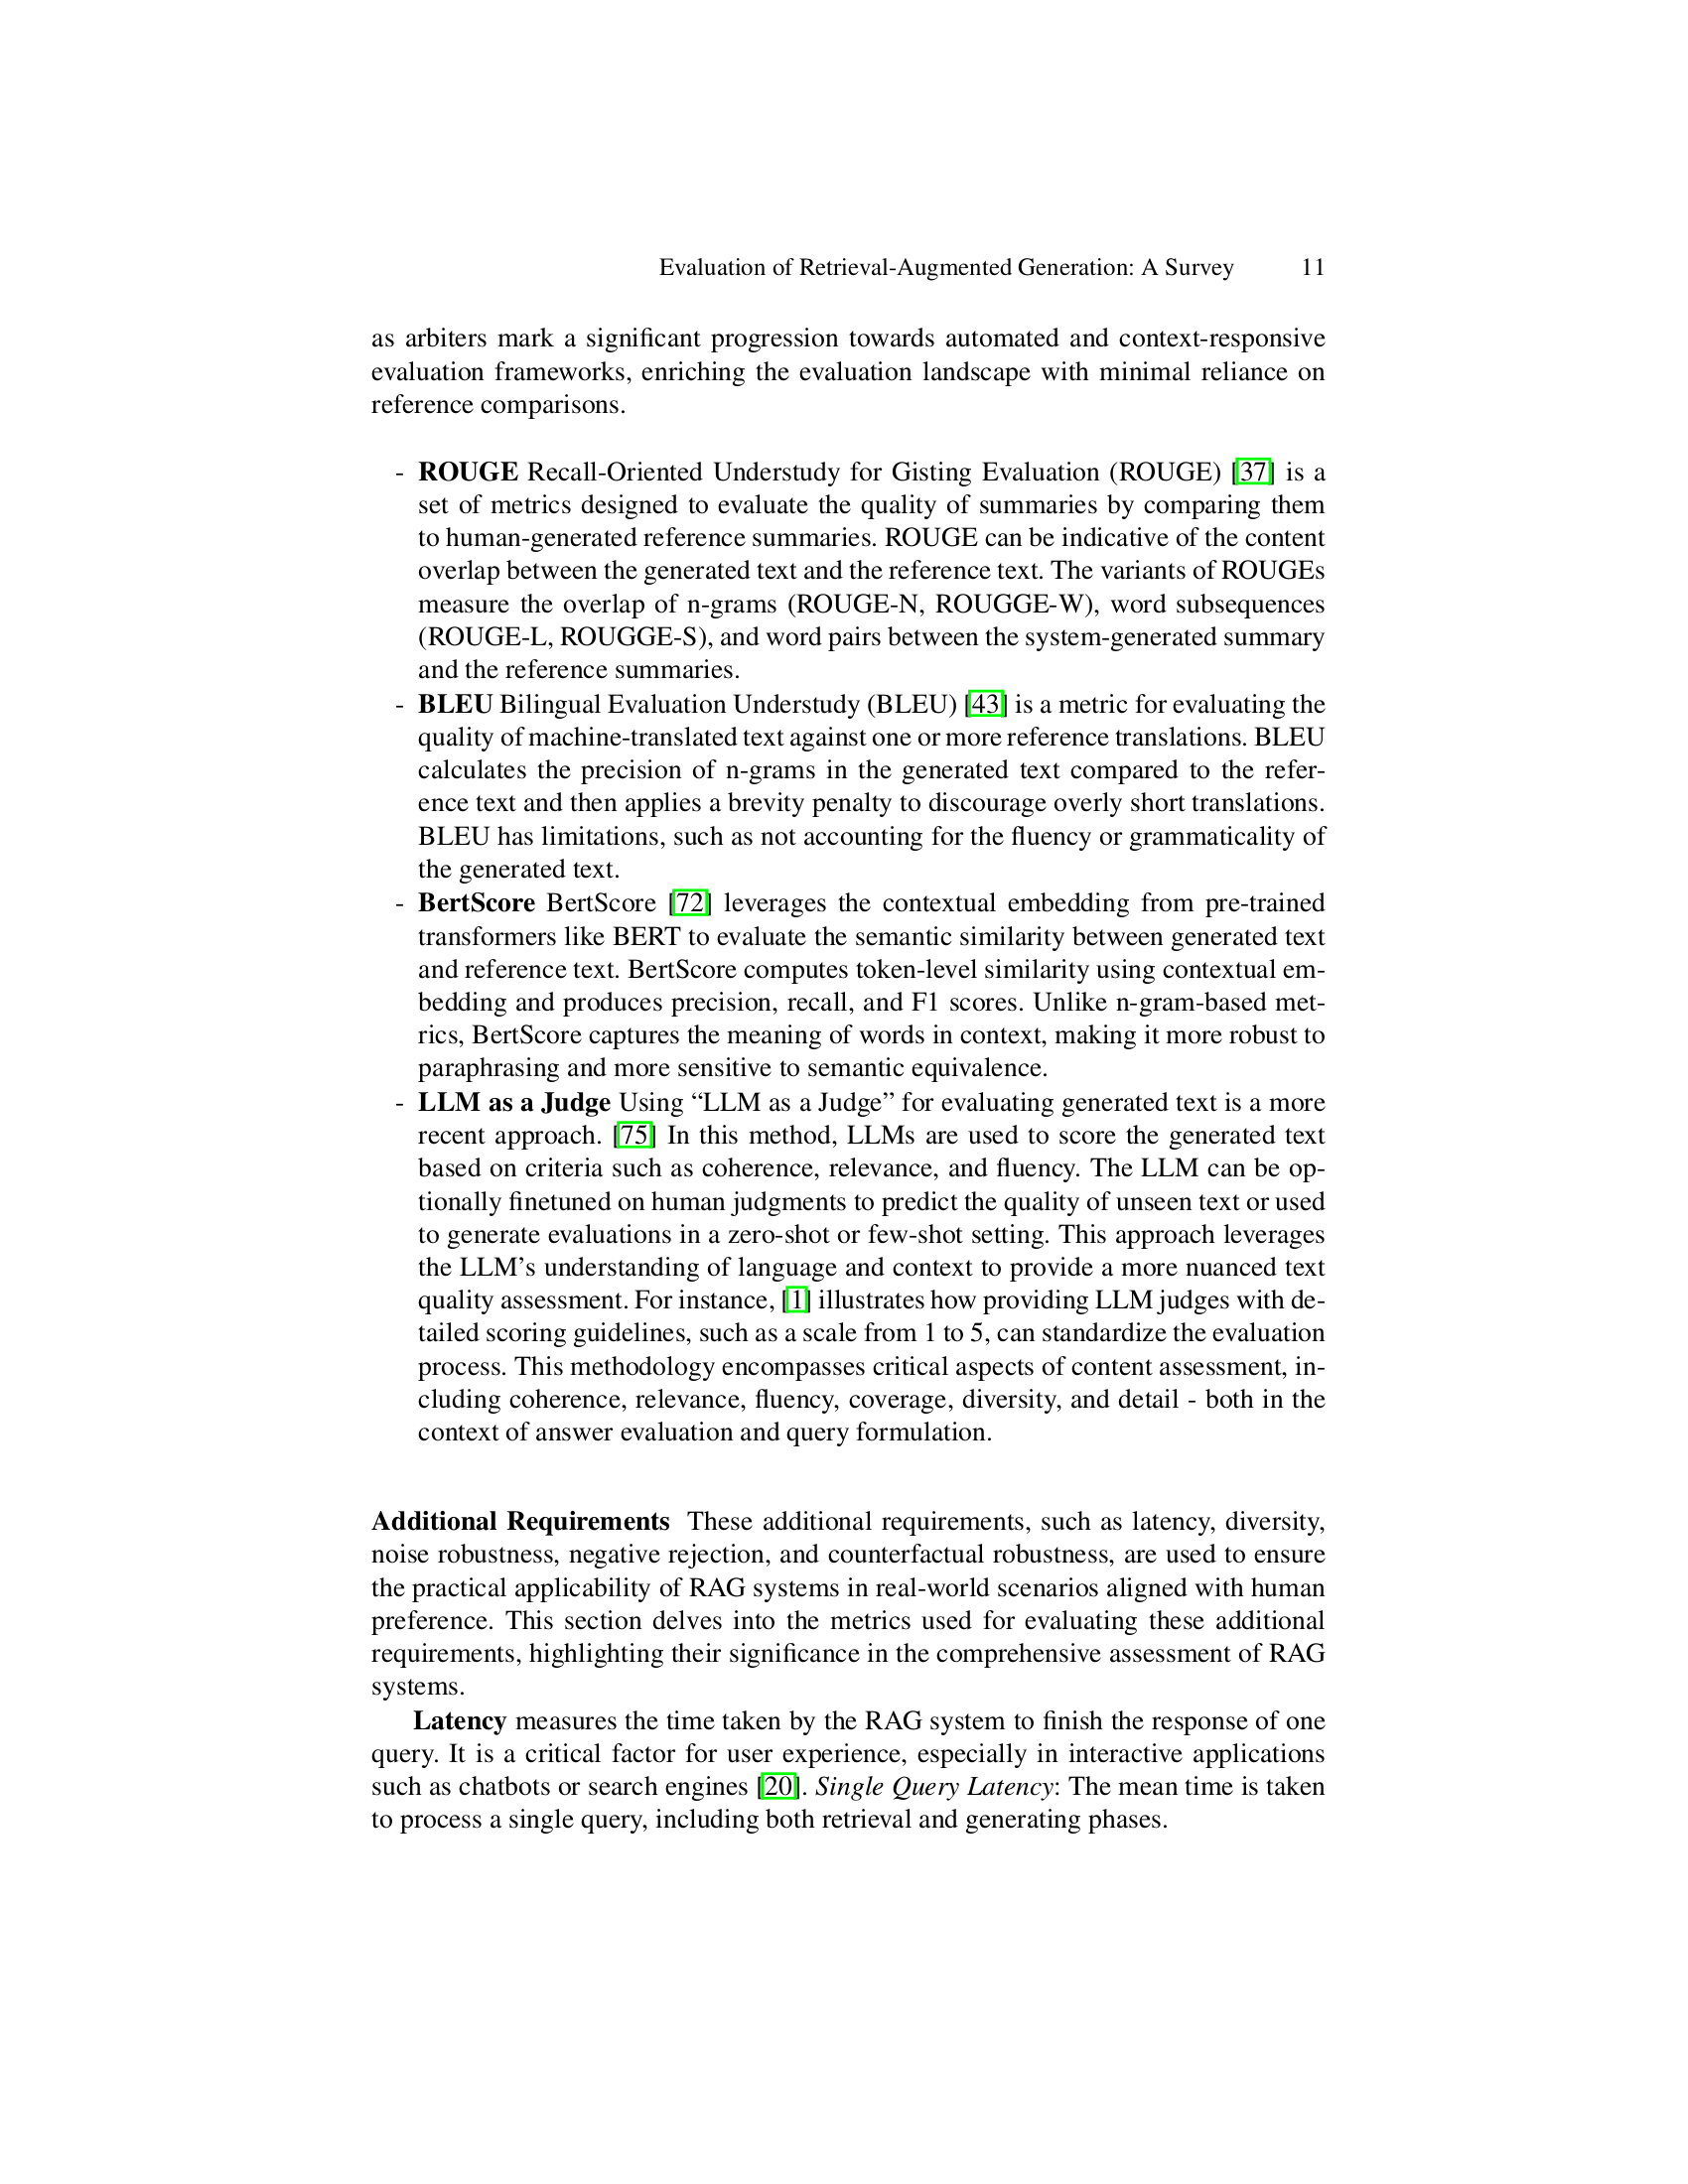 Evaluation of Retrieval-Augmented Generation: A Survey 11
as arbiters mark a significant progression towards automated and context-responsive
evaluation frameworks, enriching the evaluation landscape with minimal reliance on
reference comparisons.
- ROUGE Recall-Oriented Understudy for Gisting Evaluation (ROUGE) [37] is a
set of metrics designed to evaluate the quality of summaries by comparing them
to human-generated reference summaries. ROUGE can be indicative of the content
overlap between the generated text and the reference text. The variants of ROUGEs
measure the overlap of n-grams (ROUGE-N, ROUGGE-W), word subsequences
(ROUGE-L, ROUGGE-S), and word pairs between the system-generated summary
and the reference summaries.
- BLEU Bilingual Evaluation Understudy (BLEU) [43] is a metric for evaluating the
quality of machine-translated text against one or more reference translations. BLEU
calculates the precision of n-grams in the generated text compared to the refer-
ence text and then applies a brevity penalty to discourage overly short translations.
BLEU has limitations, such as not accounting for the fluency or grammaticality of
the generated text.
- BertScore BertScore [72] leverages the contextual embedding from pre-trained
transformers like BERT to evaluate the semantic similarity between generated text
and reference text. BertScore computes token-level similarity using contextual em-
bedding and produces precision, recall, and F1 scores. Unlike n-gram-based met-
rics, BertScore captures the meaning of words in context, making it more robust to
paraphrasing and more sensitive to semantic equivalence.
- LLM as a Judge Using “LLM as a Judge” for evaluating generated text is a more
recent approach. [75] In this method, LLMs are used to score the generated text
based on criteria such as coherence, relevance, and fluency. The LLM can be op-
tionally finetuned on human judgments to predict the quality of unseen text or used
to generate evaluations in a zero-shot or few-shot setting. This approach leverages
the LLM’s understanding of language and context to provide a more nuanced text
quality assessment. For instance, [1] illustrates how providing LLM judges with de-
tailed scoring guidelines, such as a scale from 1 to 5, can standardize the evaluation
process. This methodology encompasses critical aspects of content assessment, in-
cluding coherence, relevance, fluency, coverage, diversity, and detail - both in the
context of answer evaluation and query formulation.
Additional Requirements These additional requirements, such as latency, diversity,
noise robustness, negative rejection, and counterfactual robustness, are used to ensure
the practical applicability of RAG systems in real-world scenarios aligned with human
preference. This section delves into the metrics used for evaluating these additional
requirements, highlighting their significance in the comprehensive assessment of RAG
systems.
Latency measures the time taken by the RAG system to finish the response of one
query. It is a critical factor for user experience, especially in interactive applications
such as chatbots or search engines [20]. Single Query Latency: The mean time is taken
to process a single query, including both retrieval and generating phases.